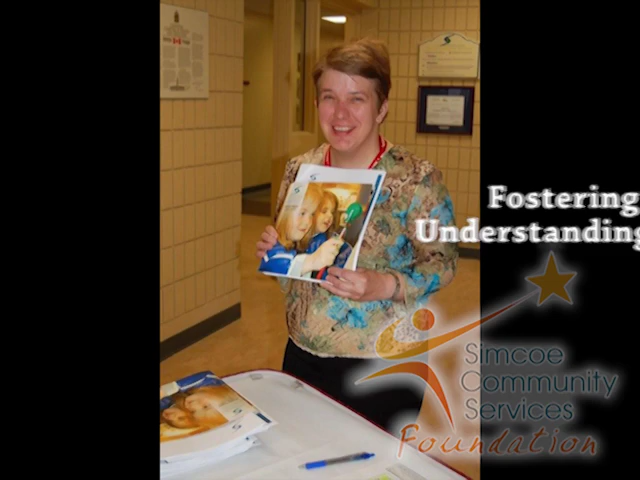 Fostering
Understanding
Simcoe
Community
Services
Foundation